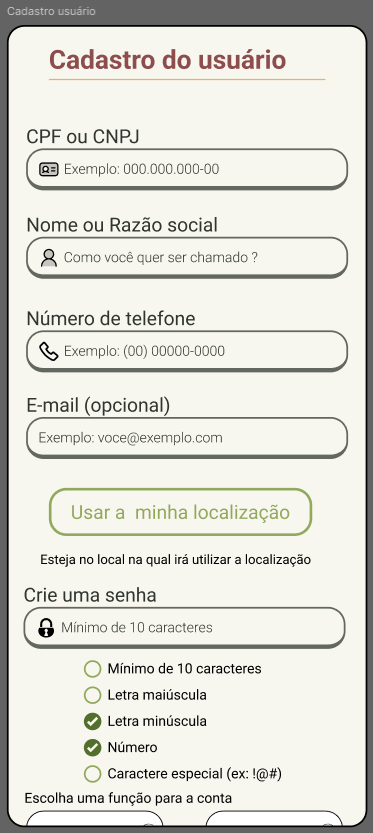 Cadastro usuário
Cadastro do usuário
CPF ou CNPJ
Exemplo: 000.000.000-00
Nome ou Razão social
Como você quer ser chamado ?
Número de telefone
Exemplo: (00) 00000-0000
E-mail (opcional)
Exemplo: voce@exemplo.com
Usar a minha localização
Esteja no local na qual irá utilizar a localização
Crie uma senha
Mínimo de 10 caracteres
Mínimo de 10 caracteres
Letra maiúscula
Letra minúscula
Número
Caractere especial (ex: !@#)
Escolha uma função para a conta